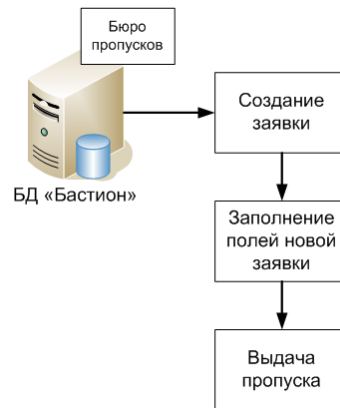 Бюро
пропусков
БД «Бастион»
Создание
заявки
Заполнение
полей новой
заявки
Выдача
пропуска